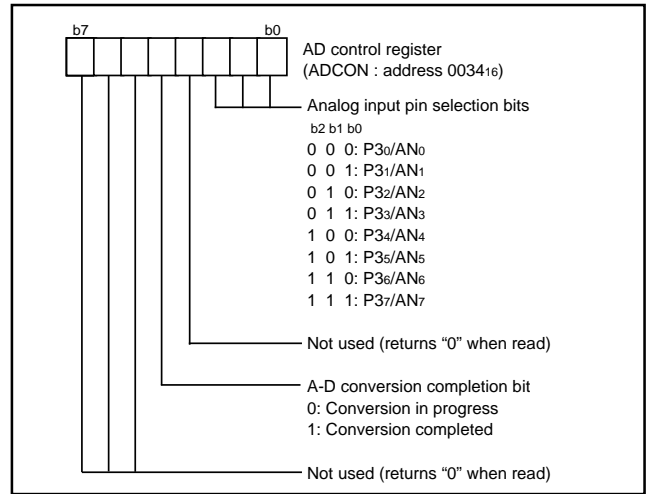 b7 b0
AD control register
(ADCON : address 0034₁₆)
Analog input pin selection bits
b2 b1 b0
0 0 0: P3₀/AN₀
0 0 1: P3₁/AN₁
0 1 0: P3₂/AN₂
0 1 1: P3₃/AN₃
1 0 0: P3₄/AN₄
1 0 1: P3₅/AN₅
1 1 0: P3₆/AN₆
1 1 1: P3₇/AN₇
Not used (returns “0” when read)
A-D conversion completion bit
0: Conversion in progress
1: Conversion completed
Not used (returns “0” when read)